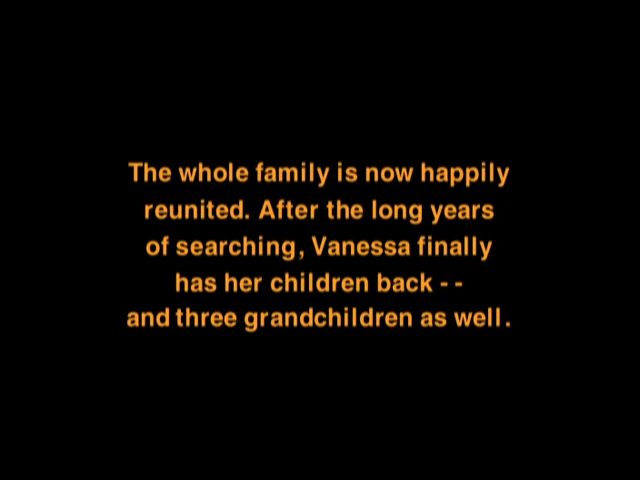 The whole family is now happily
reunited. After the long years
of searching, Vanessa finally
has her children back - -
and three grandchildren as well.